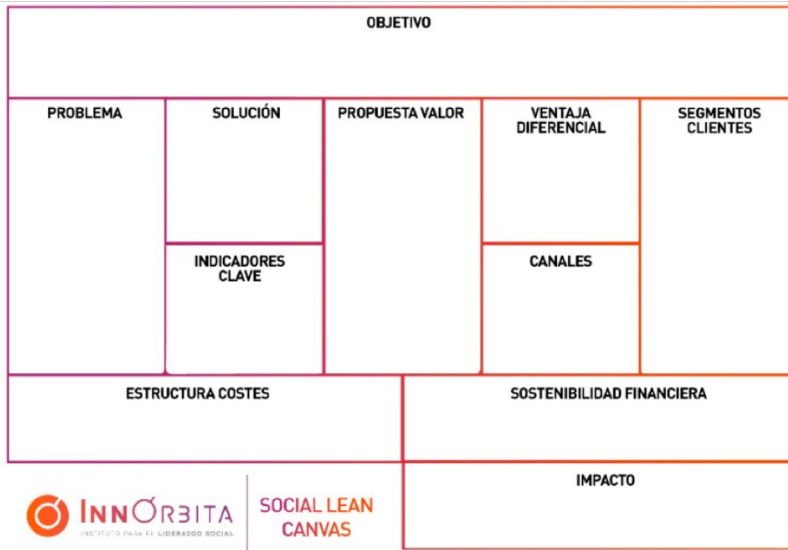 OBJETIVO
PROBLEMA
SOLUCIÓN
PROPUESTA VALOR
VENTAJA
DIFERENCIAL
SEGMENTOS
CLIENTES
INDICADORES
CLAVE
CANALES
ESTRUCTURA COSTES
SOSTENIBILIDAD FINANCIERA
IMPACTO
INNÓRBITA
INSTITUTO PARA EL LIDERAZGO SOCIAL
SOCIAL LEAN
CANVAS